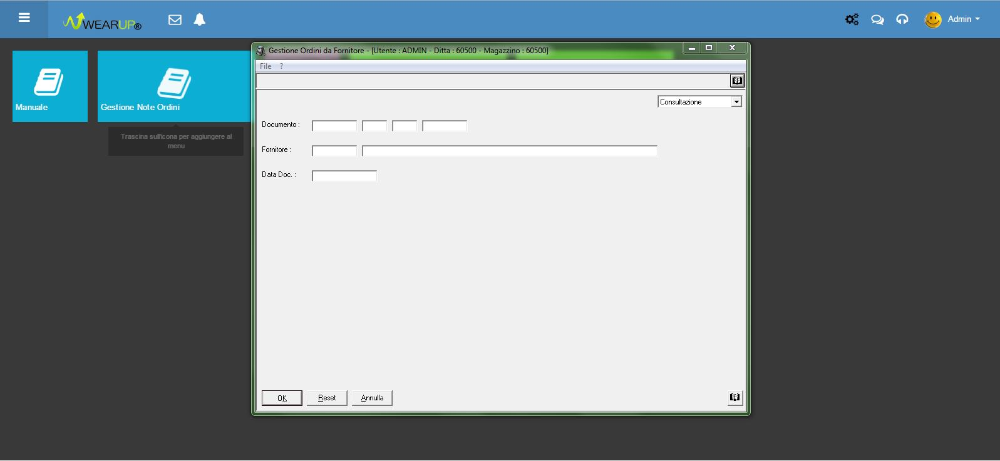 WEARUP®
Admin
Manuale
Gestione Note Ordini
Trascina sull'icona per aggiungere al
menu
Gestione Ordini da Fornitore - [Utente : ADMIN - Ditta : 60500 - Magazzino : 60500]
File ?
Consultazione
Documento :
Fornitore :
Data Doc. :
OK Reset Annulla